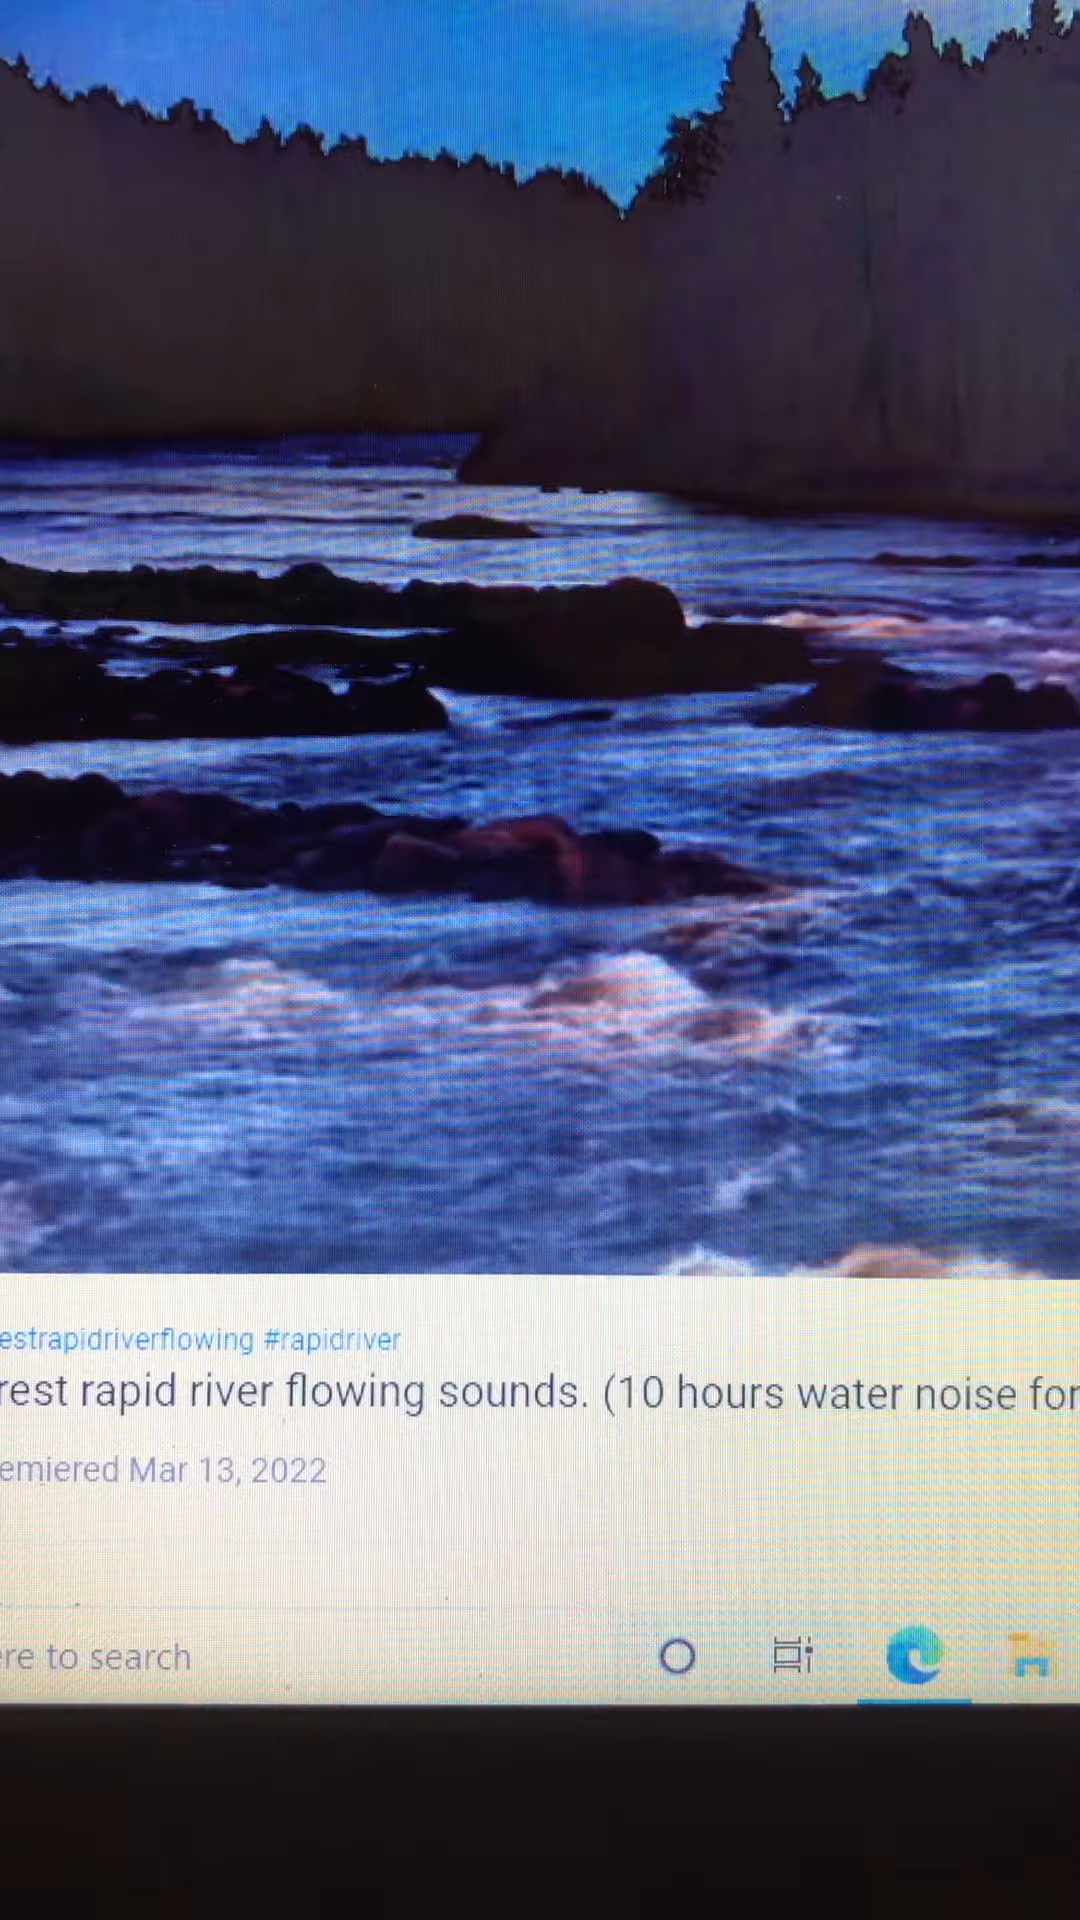 estrapidriverflowing #rapidriver
rest rapid river flowing sounds. (10 hours water noise for
emiered Mar 13, 2022
re to search